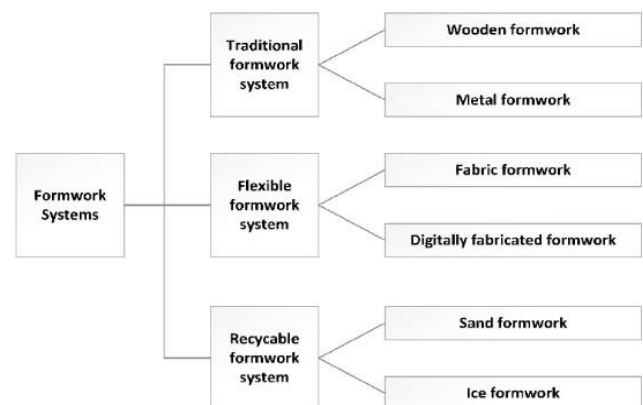 Traditional
formwork
system
Wooden formwork
Metal formwork
Formwork
Systems
Flexible
formwork
system
Fabric formwork
Digitally fabricated formwork
Recycable
formwork
system
Sand formwork
Ice formwork